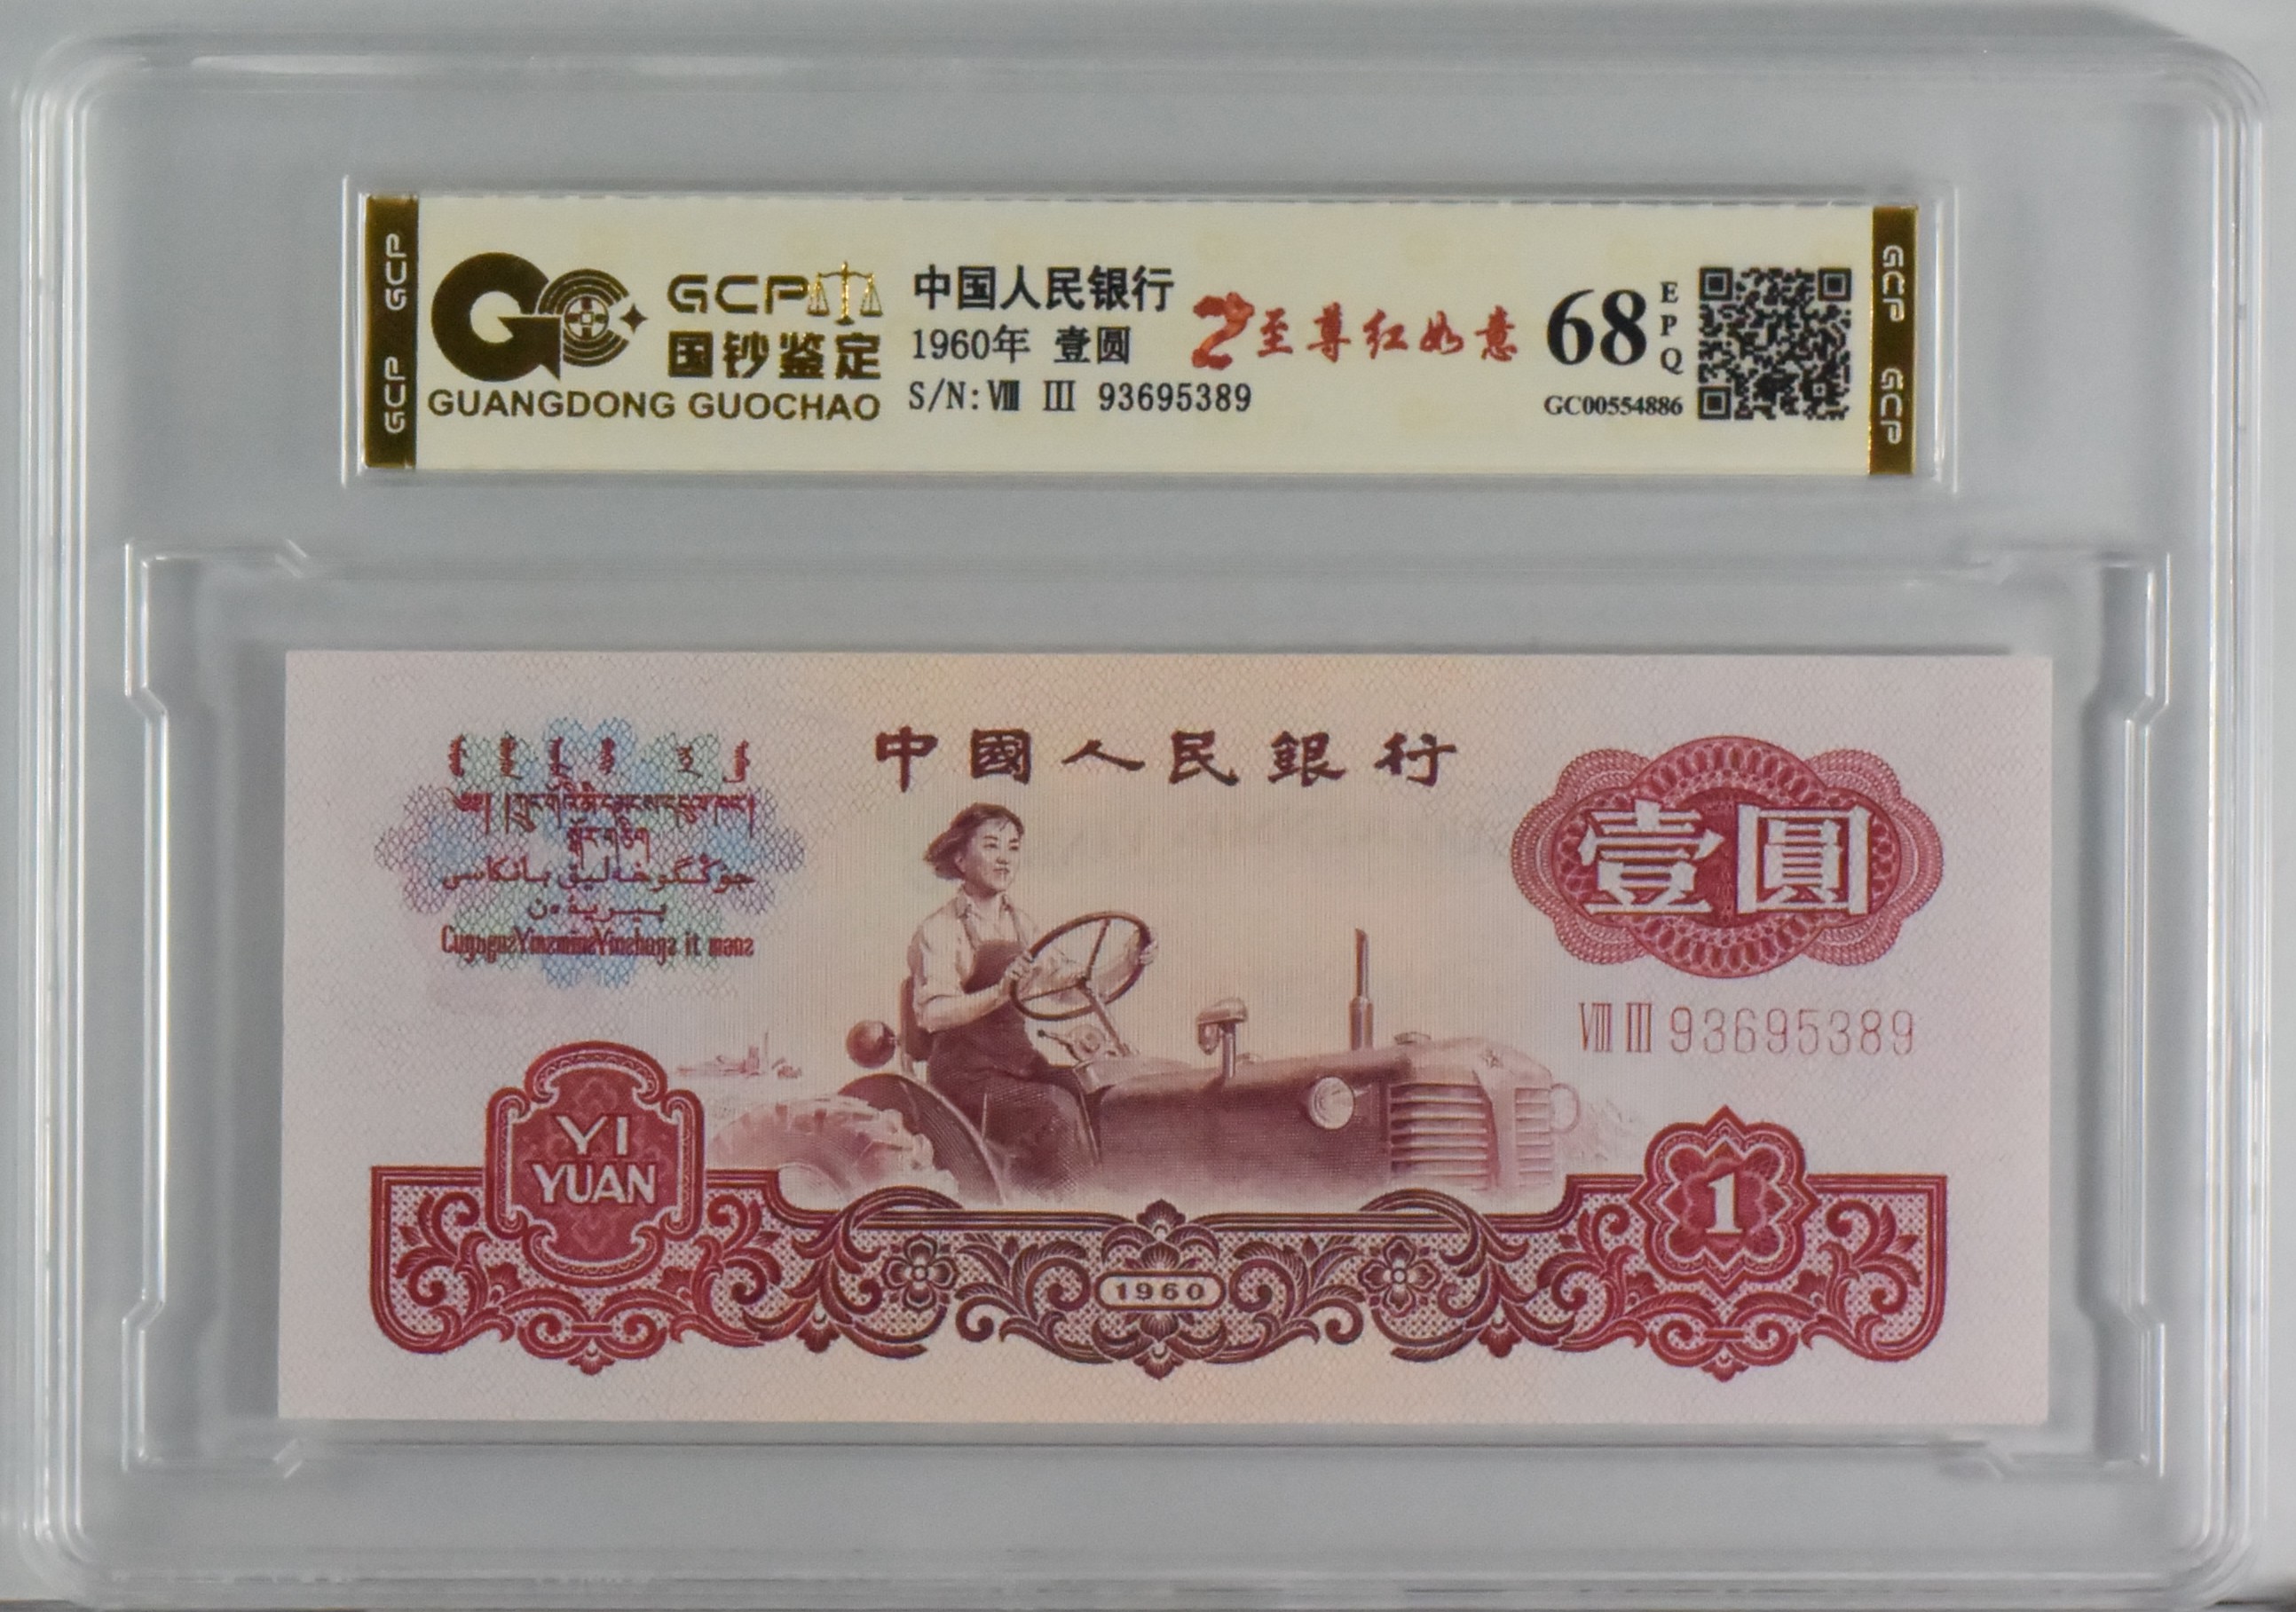 GCP GCP
GCP
国钞鉴定
GUANGDONG GUOCHAO
中国人民银行
1960年 壹圆
S/N:Ⅷ Ⅲ 93695389
至尊红如意
68
EPQ
GC00554886
GCP GCP
中國人民銀行
壹圓
Ⅷ Ⅲ 93695389
YI
YUAN
1960
1